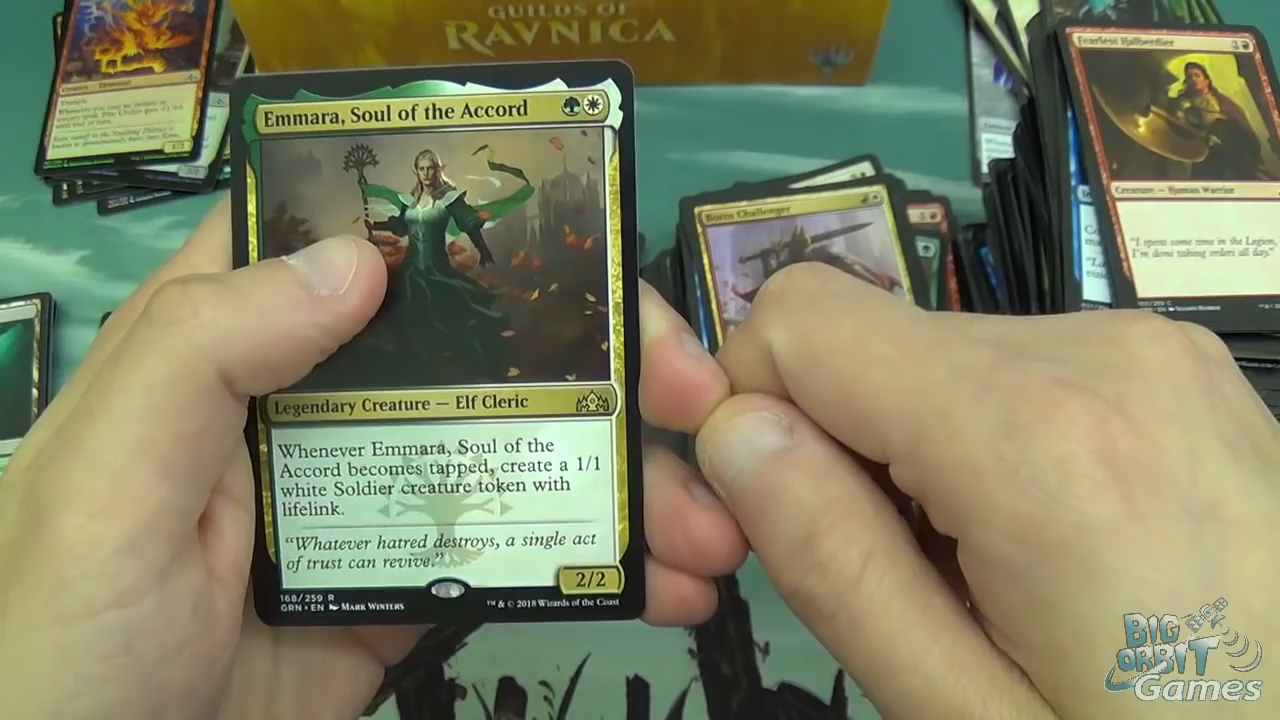 GUILDS OF
RAVNICA
Emmara, Soul of the Accord
Legendary Creature — Elf Cleric
Whenever Emmara, Soul of the
Accord becomes tapped, create a 1/1
white Soldier creature token with
lifelink.
“Whatever hatred destroys, a single act
of trust can revive.”
2/2
168/259 R
GRN • EN Mark Winters
™ & © 2018 Wizards of the Coast
Boros Challenger
Fearless Halberdier
Creature — Human Warrior
"I spent some time in the Legion,
I'm done taking orders all day."
Creature — Elemental
Trample
BIG
ORBIT
Games